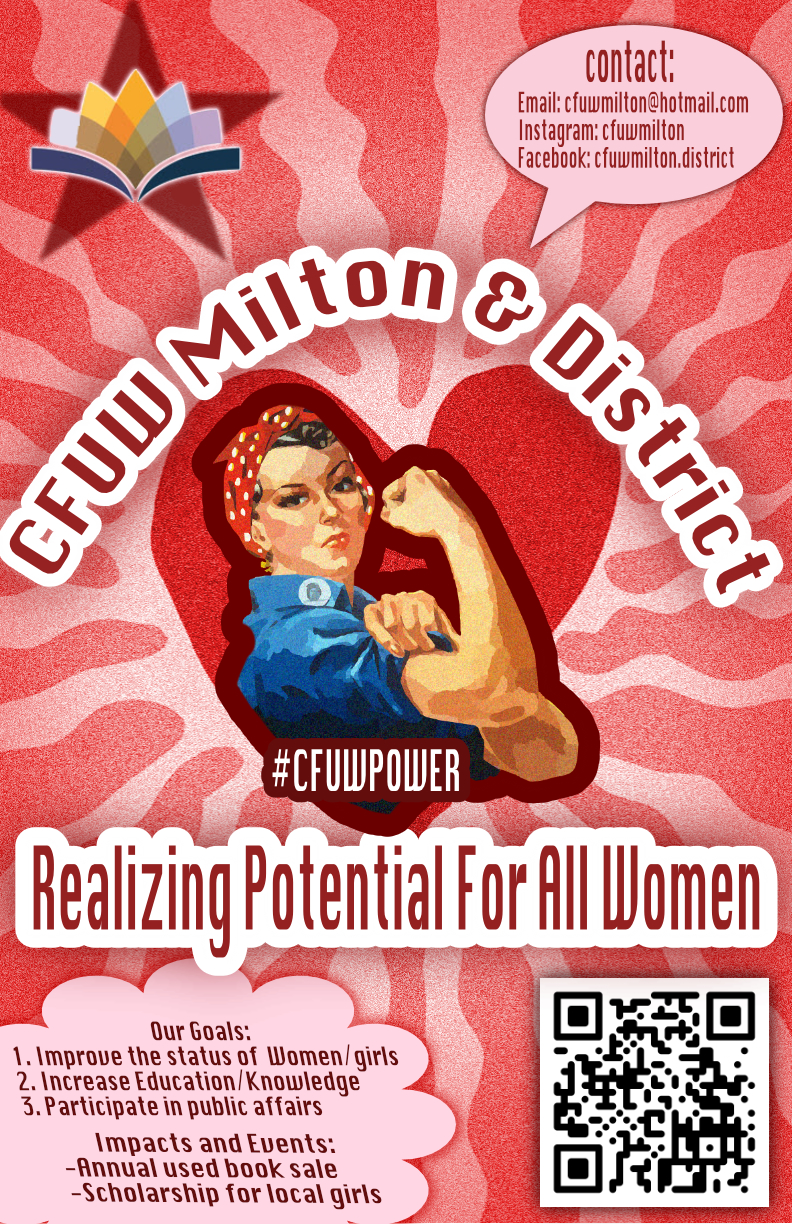 contact:
Email: cfuwmilton@hotmail.com
Instagram: cfuwmilton
Facebook: cfuwmilton.district
CFUW Milton & District
#CFUWPOWER
Realizing Potential For All Women
Our Goals:
1. Improve the status of Women/girls
2. Increase Education/Knowledge
3. Participate in public affairs
Impacts and Events:
-Annual used book sale
-Scholarship for local girls